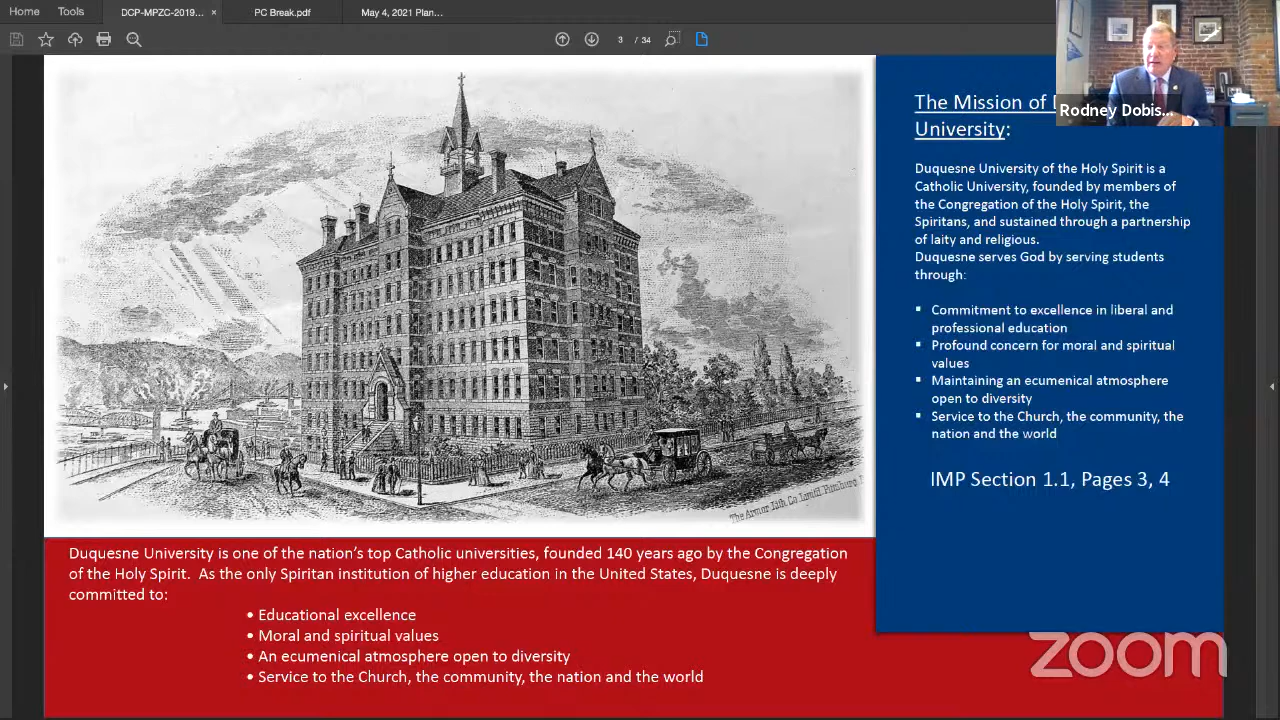 Home
Tools
DCP-MPZC-2019... ×
PC Break.pdf
May 4, 2021 Plan...
3 / 34
Rodney Dobis...
The Mission of
University:
Duquesne University of the Holy Spirit is a
Catholic University, founded by members of
the Congregation of the Holy Spirit, the
Spiritans, and sustained through a partnership
of laity and religious.
Duquesne serves God by serving students
through:
▪ Commitment to excellence in liberal and
professional education
▪ Profound concern for moral and spiritual
values
▪ Maintaining an ecumenical atmosphere
open to diversity
▪ Service to the Church, the community, the
nation and the world
IMP Section 1.1, Pages 3, 4
The Armor Lith. Co
Duquesne University is one of the nation's top Catholic universities, founded 140 years ago by the Congregation
of the Holy Spirit. As the only Spiritan institution of higher education in the United States, Duquesne is deeply
committed to:
• Educational excellence
• Moral and spiritual values
• An ecumenical atmosphere open to diversity
• Service to the Church, the community, the nation and the world
zoom